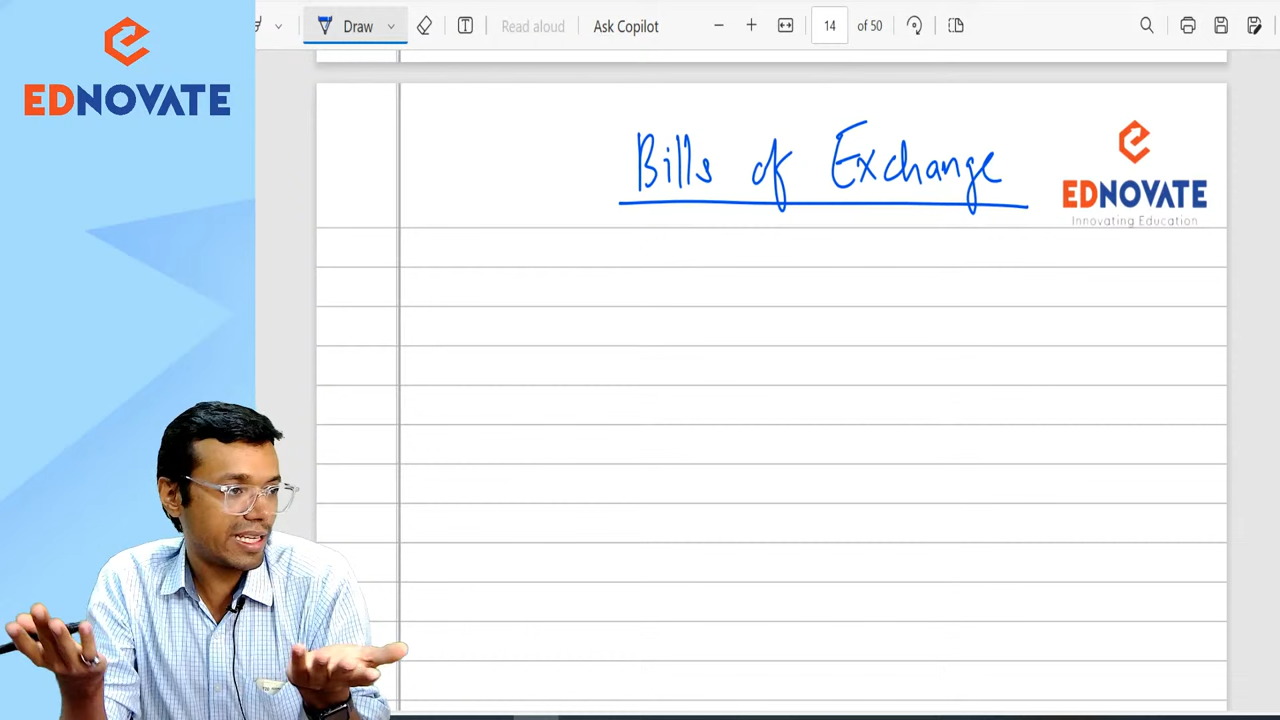 Draw
Read aloud
Ask Copilot
14
of 50
EDNOVATE
Bills of Exchange
EDNOVATE
Innovating Education